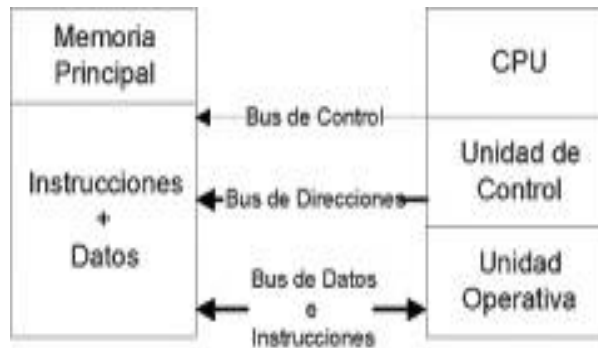 Memoria
Principal
CPU
Bus de Control
Instrucciones
+
Datos
Unidad de
Control
Bus de Direcciones
Unidad
Operativa
Bus de Datos
e
Instrucciones